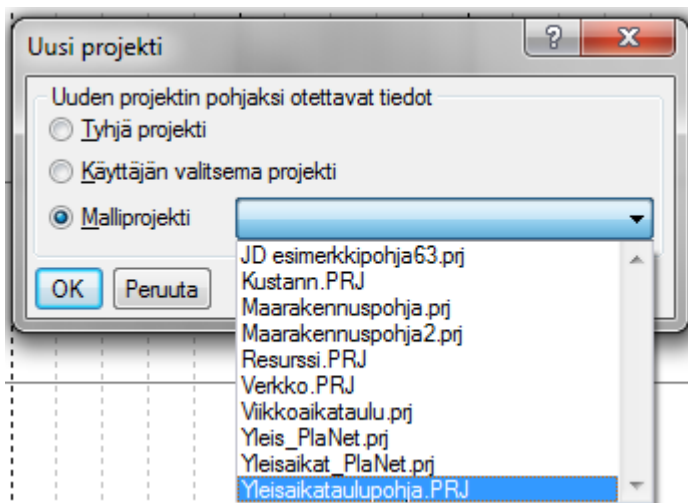 Uusi projekti
Uuden projektin pohjaksi otettavat tiedot
Tyhjä projekti
Käyttäjän valitsema projekti
Malliprojekti
OK Peruuta
JD esimerkkipohja63.prj
Kustann.PRJ
Maarakennuspohja.prj
Maarakennuspohja2.prj
Resurssi.PRJ
Verkko.PRJ
Viikkoaikataulu.prj
Yleis_PlaNet.prj
Yleisaikat_PlaNet.prj
Yleisaikataulupohja.PRJ